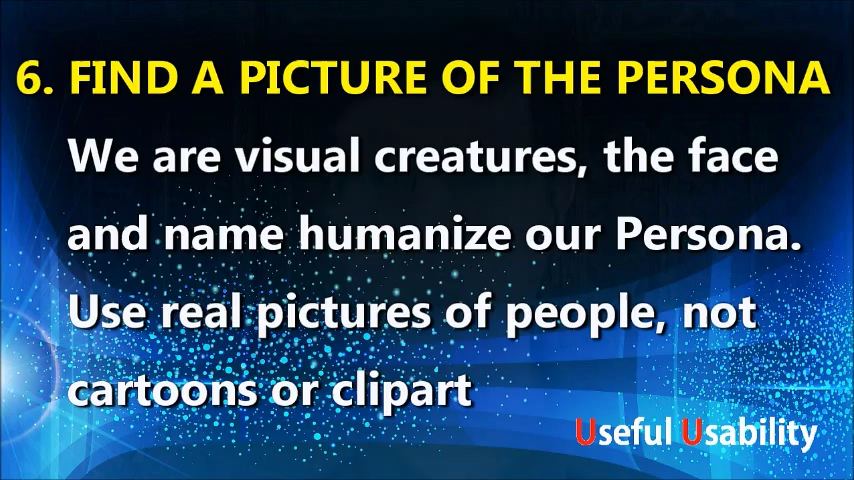 6. FIND A PICTURE OF THE PERSONA
We are visual creatures, the face
and name humanize our Persona.
Use real pictures of people, not
cartoons or clipart
Useful Usability